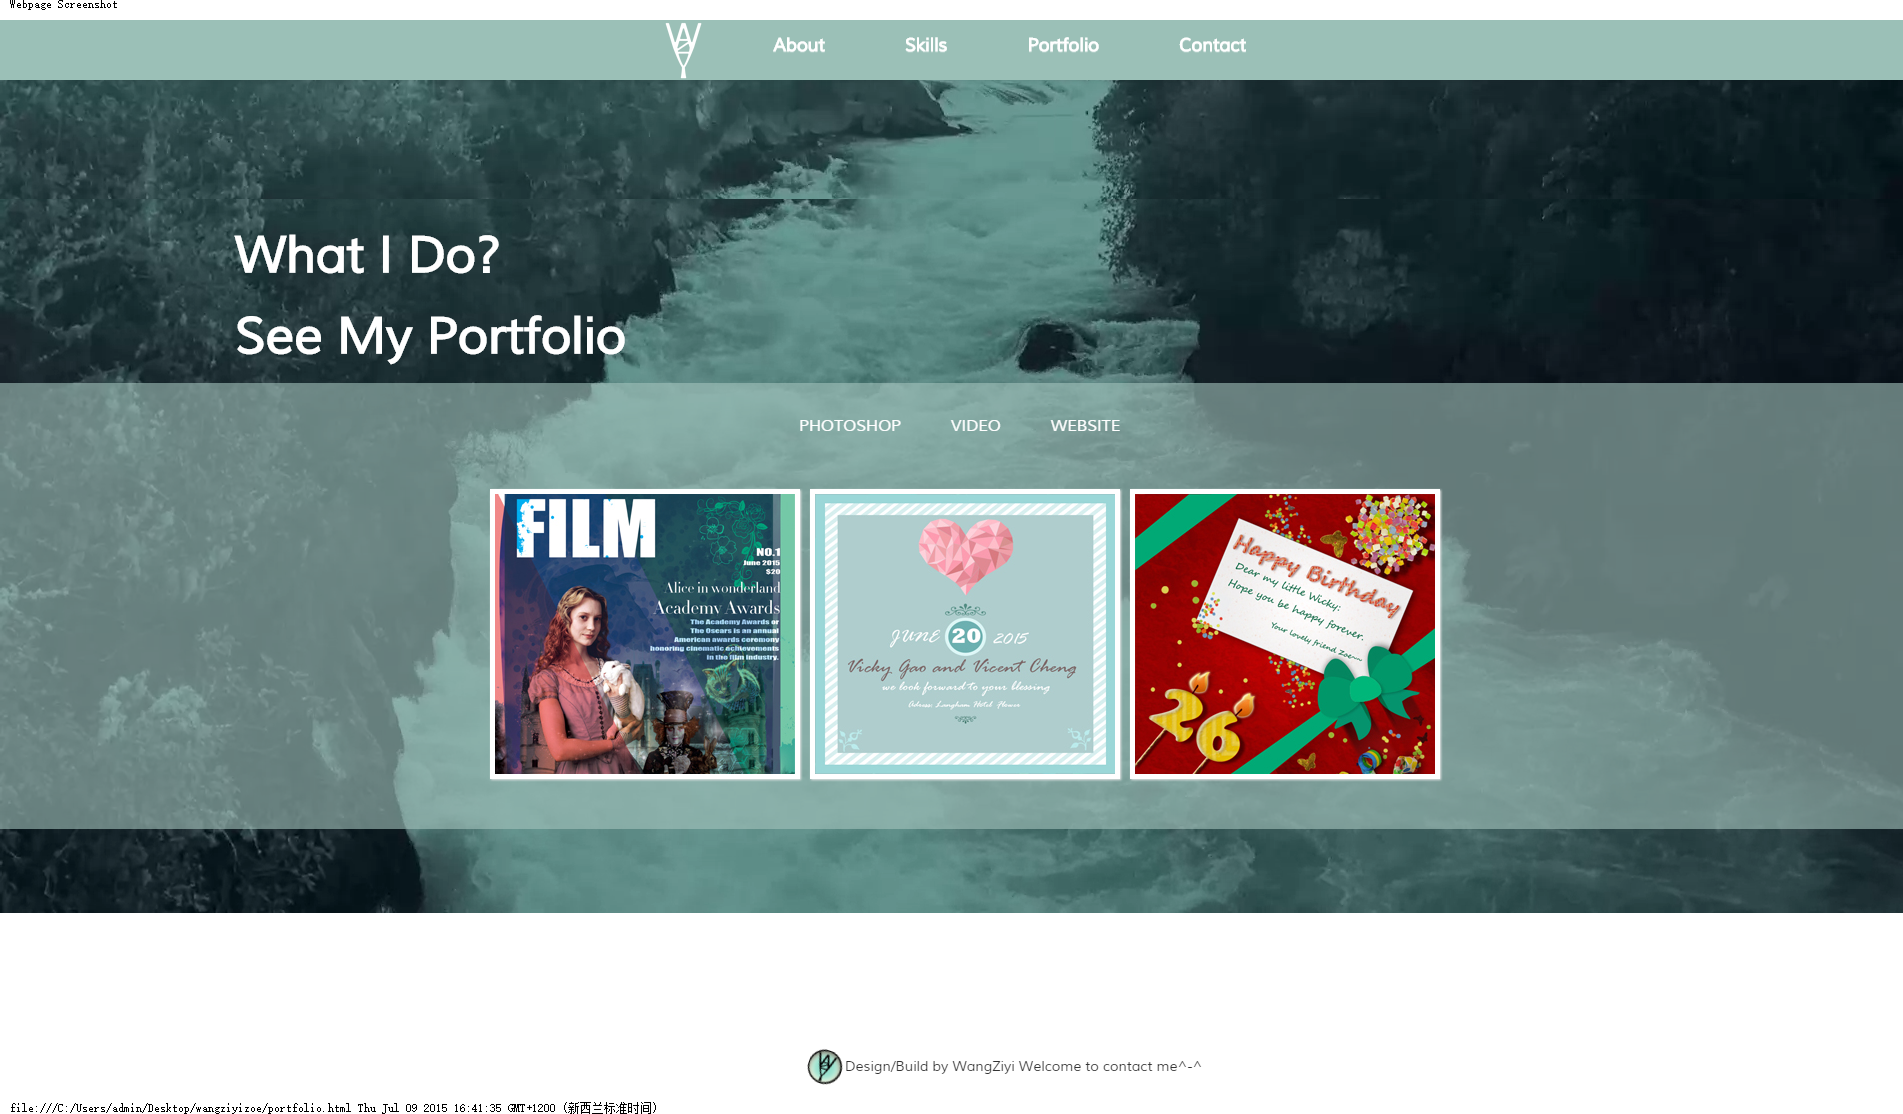 Webpage Screenshot
About Skills Portfolio Contact
What I Do?
See My Portfolio
PHOTOSHOP VIDEO WEBSITE
FILM
NO.1
June 2015
$20
Alice in wonderland
Academy Awards
The Academy Awards or
The Oscars is an annual
American awards ceremony
honoring cinematic achievements
in the film industry.
JUNE 20 2015
Vicky Gao and Vicent Cheng
we look forward to your blessing
Adress: Langham Hotel Flower
Happy Birthday
Dear my little Wicky:
Hope you be happy forever.
Your lovely friend Zoe~~
26
Design/Build by WangZiyi Welcome to contact me^-^
file:///C:/Users/admin/Desktop/wangziyizoe/portfolio.html Thu Jul 09 2015 16:41:35 GMT+1200 (新西兰标准时间)